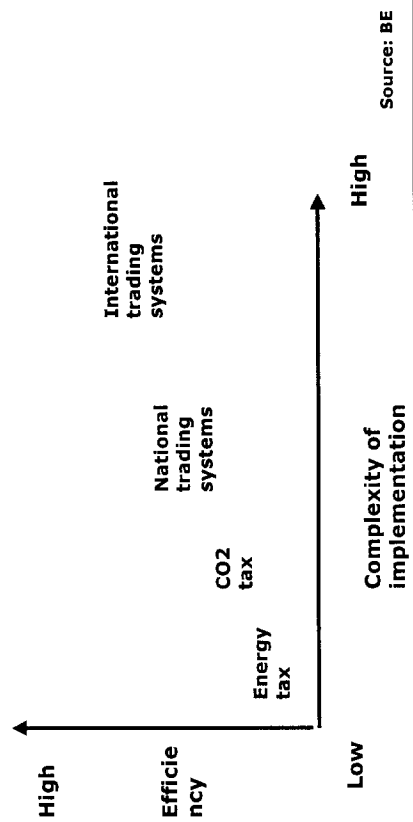 High
Efficie
ncy
Low
Energy
tax
CO2
tax
National
trading
systems
International
trading
systems
Complexity of
implementation
High
Source: BE